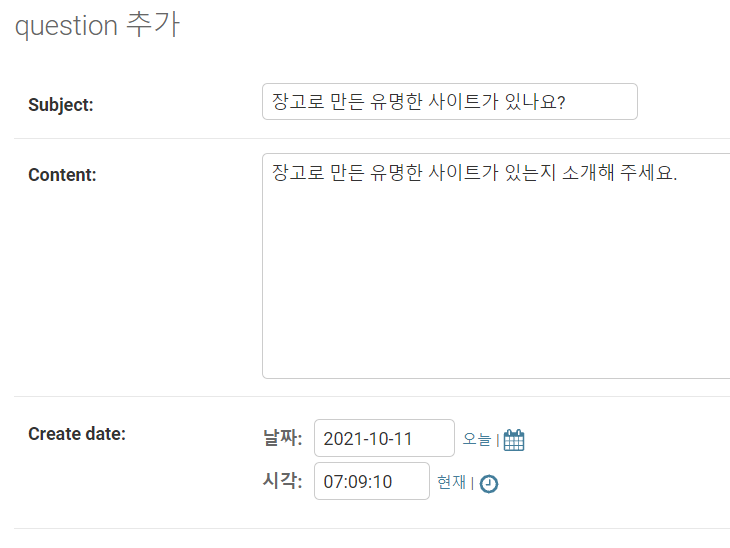 question 추가
Subject: 장고로 만든 유명한 사이트가 있나요?
Content: 장고로 만든 유명한 사이트가 있는지 소개해 주세요.
Create date: 날짜: 2021-10-11 오늘 |
시각: 07:09:10 현재 |